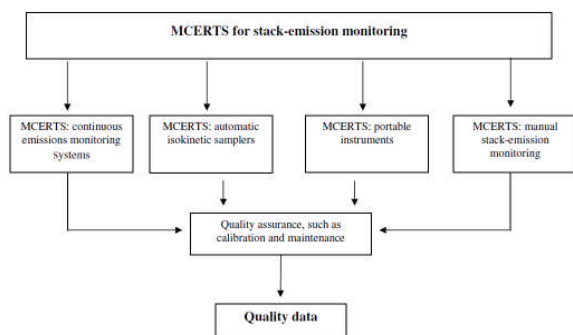 MCERTS for stack-emission monitoring
MCERTS: continuous
emissions monitoring
systems
MCERTS: automatic
isokinetic samplers
MCERTS: portable
instruments
MCERTS: manual
stack-emission
monitoring
Quality assurance, such as
calibration and maintenance
Quality data